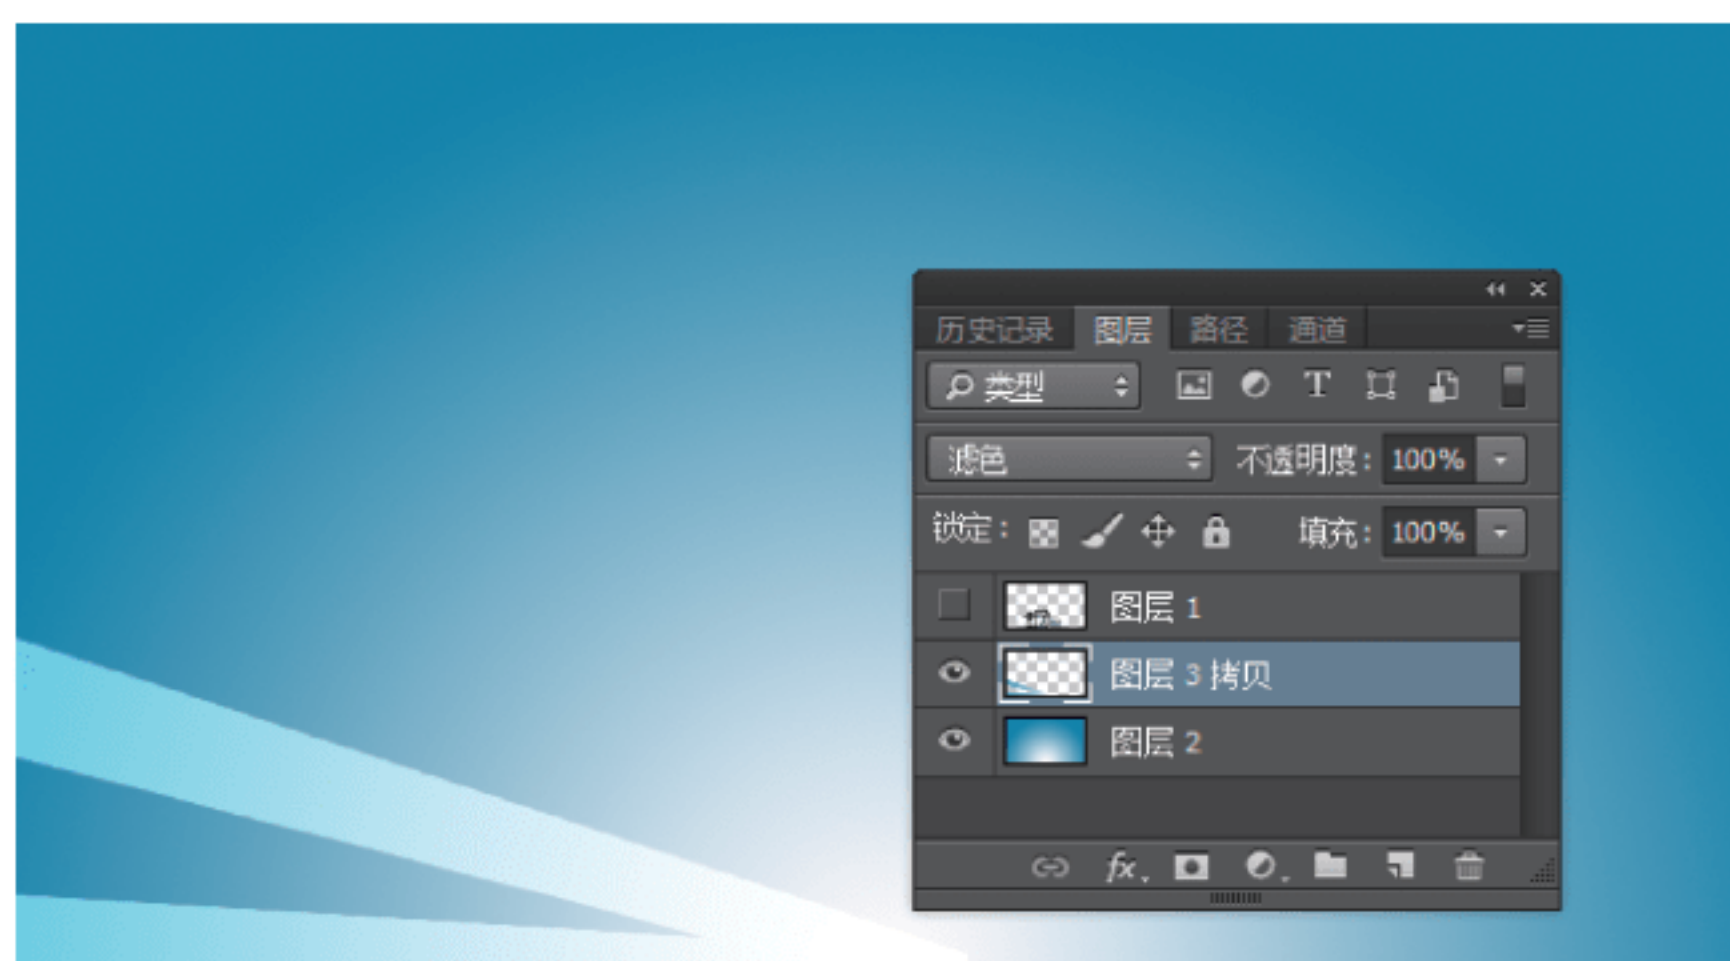 历史记录 图层 路径 通道
类型
滤色 不透明度: 100%
锁定: 填充: 100%
图层 1
图层 3 拷贝
图层 2
fx.